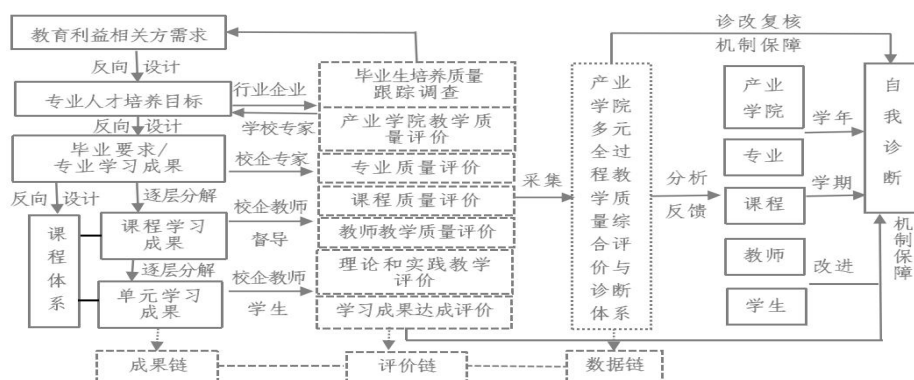 教育利益相关方需求
反向
设计
专业人才培养目标
反向
设计
毕业要求/
专业学习成果
反向
设计
逐层分解
课程体系
课程学习
成果
逐层分解
单元学习
成果
成果链
行业企业
学校专家
校企专家
校企教师
督导
校企教师
学生
毕业生培养质量
跟踪调查
产业学院教学质
量评价
专业质量评价
课程质量评价
教师教学质量评价
理论和实践教学
评价
学习成果达成评价
评价链
采集
产业
学院
多元
全过
程教
学质
量综
合评
价与
诊断
体系
数据链
分析
反馈
诊改复核
机制保障
产业
学院
专业
课程
教师
学生
学年
学期
改进
自我诊断
机制保障